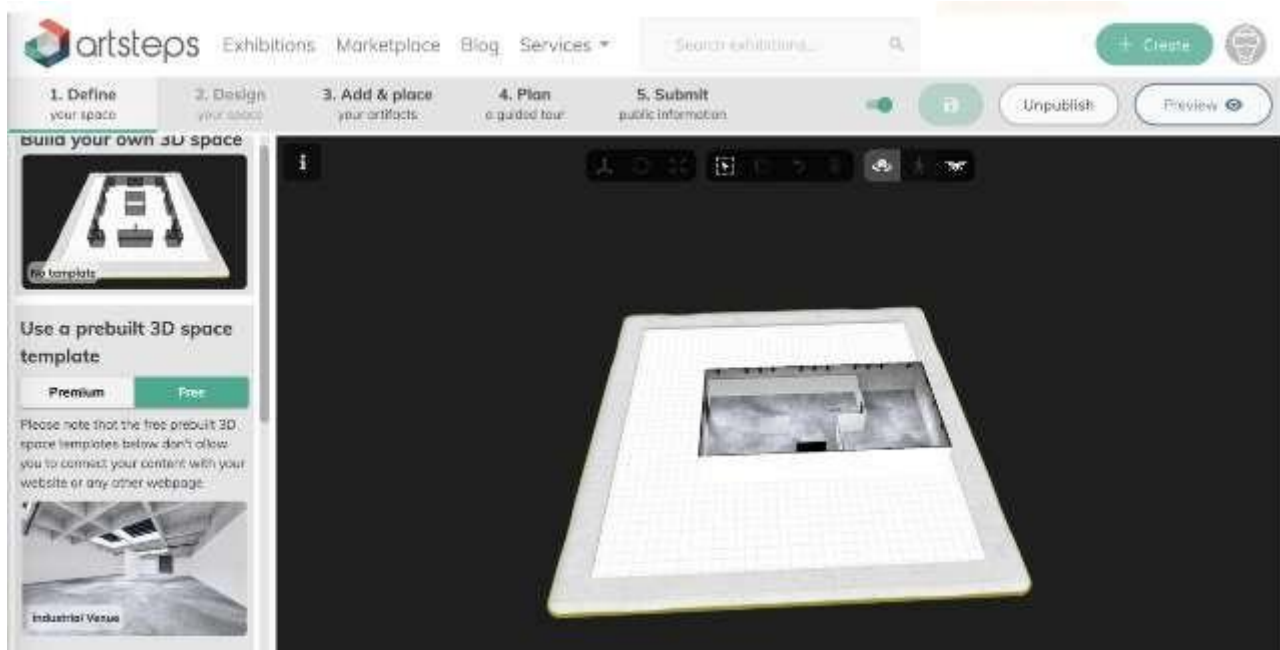 artsteps Exhibitions Marketplace Blog Services Search exhibitions... + Create
1. Define 2. Design 3. Add & place 4. Plan 5. Submit
your space your space your artifacts a guided tour public information Unpublish Preview
Build your own 3D space
No template
Use a prebuilt 3D space
template
Premium Free
Please note that the free prebuilt 3D
space templates below don't allow
you to connect your content with your
website or any other webpage
Industrial Venue